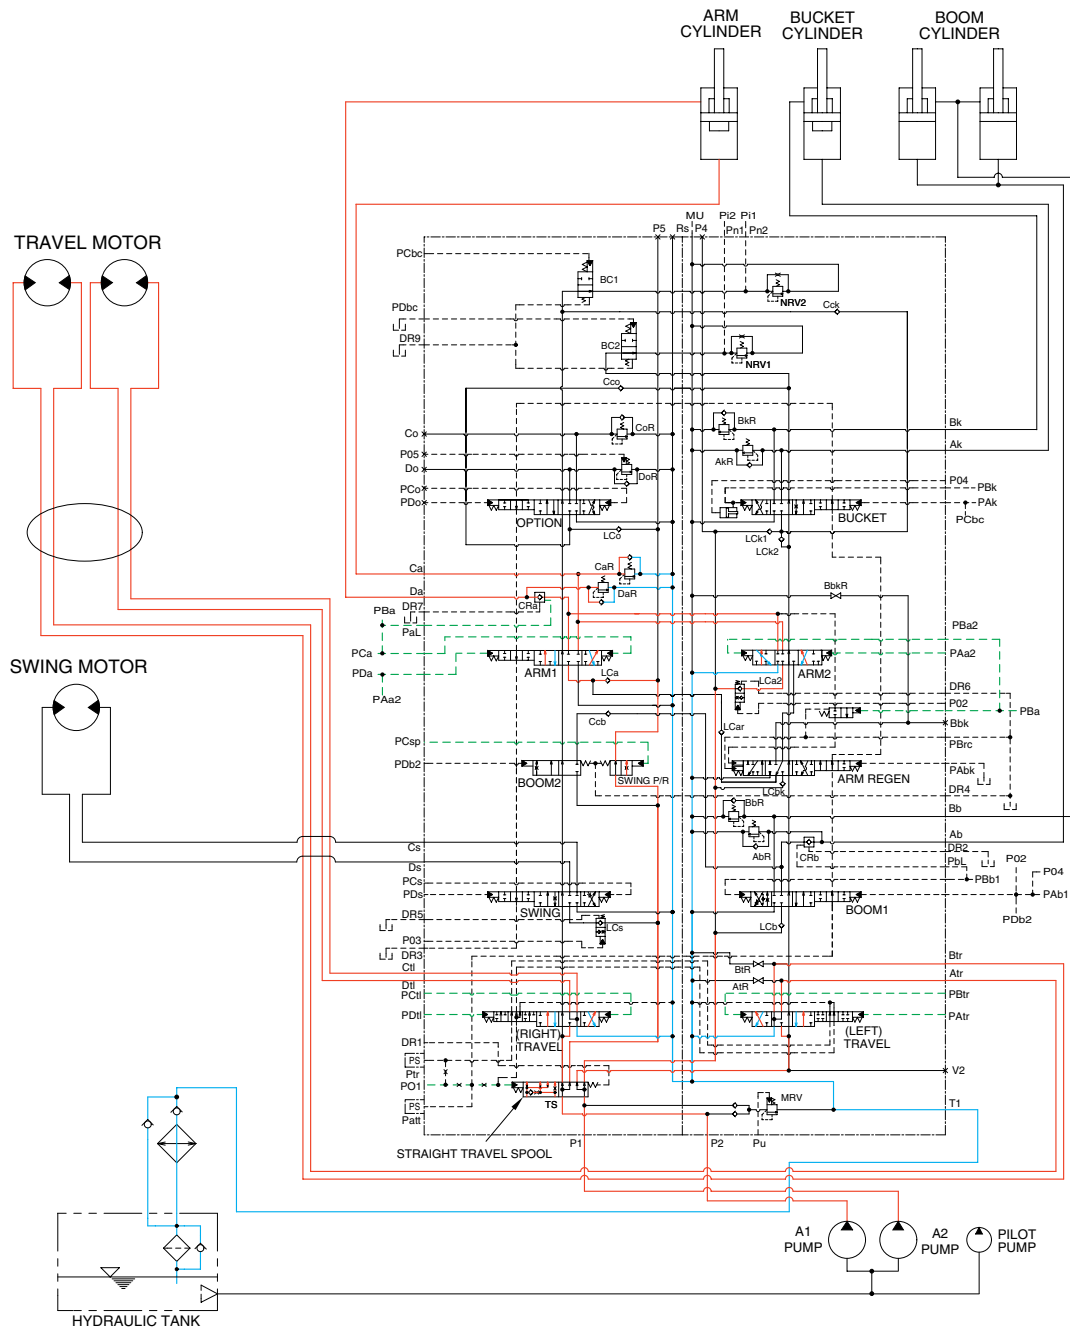 ARM
CYLINDER
BUCKET
CYLINDER
BOOM
CYLINDER
TRAVEL MOTOR
SWING MOTOR
MU
Pi2
Pi1
P5
Rs
P4
Pn1
Pn2
PCbc
BC1
NRV2
Cck
PDbc
DR9
BC2
NRV1
Cco
Co
CoR
BkR
Bk
P05
Do
DoR
AkR
Ak
PCo
PDo
OPTION
BUCKET
P04
PBk
PAk
PCbc
LCo
LCk1
LCk2
Ca
CaR
Da
DaR
CRa
BbkR
PBa
DR7
PaL
PCa
PDa
PAa2
PBa2
PAa2
ARM1
LCa
LCa2
ARM2
DR6
P02
PBa
Ccb
LCar
Bbk
PCsp
PDb2
BOOM2
SWING P/R
ARM REGEN
LCbk
PBrc
PAbk
DR4
BbR
Bb
AbR
CRb
Ab
DR2
PbL
Cs
Ds
PCs
PDs
SWING
BOOM1
PBb1
P02
P04
PAb1
PDb2
DR5
LCs
LCb
P03
DR3
Ctl
BtR
Btr
Dtl
AtR
Atr
PCtl
PBtr
PDtl
PAtr
(RIGHT)
TRAVEL
(LEFT)
TRAVEL
DR1
PS
Ptr
PO1
PS
Patt
TS
V2
MRV
T1
P1
P2
Pu
STRAIGHT TRAVEL SPOOL
A1
PUMP
A2
PUMP
PILOT
PUMP
HYDRAULIC TANK